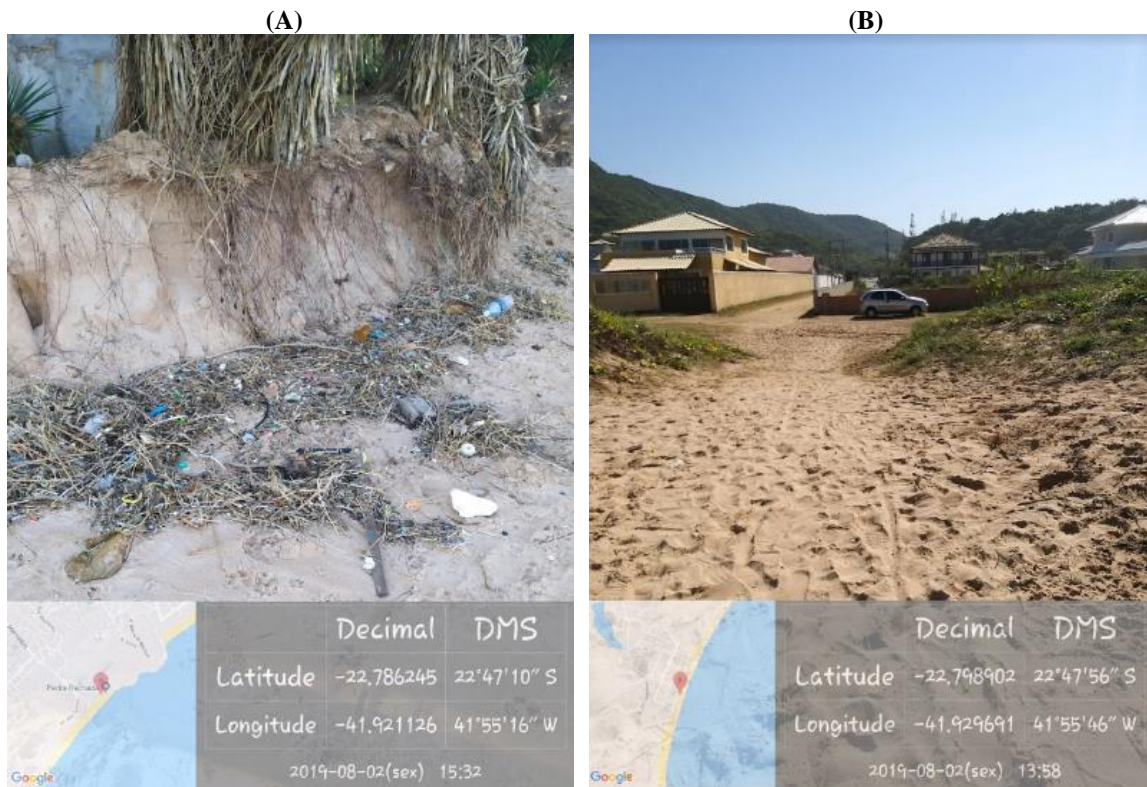 (A)
(B)
Decimal DMS
Latitude -22,786245 22°47'10" S
Longitude -41,921126 41°55'16" W
2019-08-02(sex) 15:32
Google
Decimal DMS
Latitude -22,798902 22°47'56" S
Longitude -41,929691 41°55'46" W
2019-08-02(sex) 13:58
Google